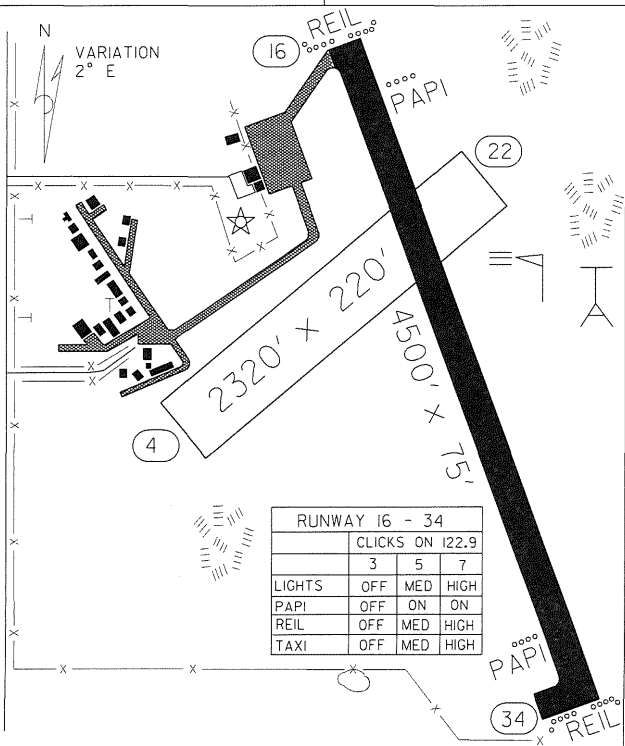 REIL
N
VARIATION
2° E
16
PAPI
22
2320' x 220'
4500' x 75'
4
RUNWAY 16 - 34
CLICKS ON 122.9
3 5 7
LIGHTS OFF MED HIGH
PAPI OFF ON ON
REIL OFF MED HIGH
TAXI OFF MED HIGH
PAPI
34
REIL